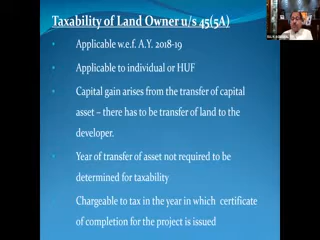 Taxability of Land Owner u/s 45(5A)
Applicable w.e.f. A.Y. 2018-19
Applicable to individual or HUF
Capital gain arises from the transfer of capital
asset – there has to be transfer of land to the
developer.
Year of transfer of asset not required to be
determined for taxability
Chargeable to tax in the year in which certificate
of completion for the project is issued